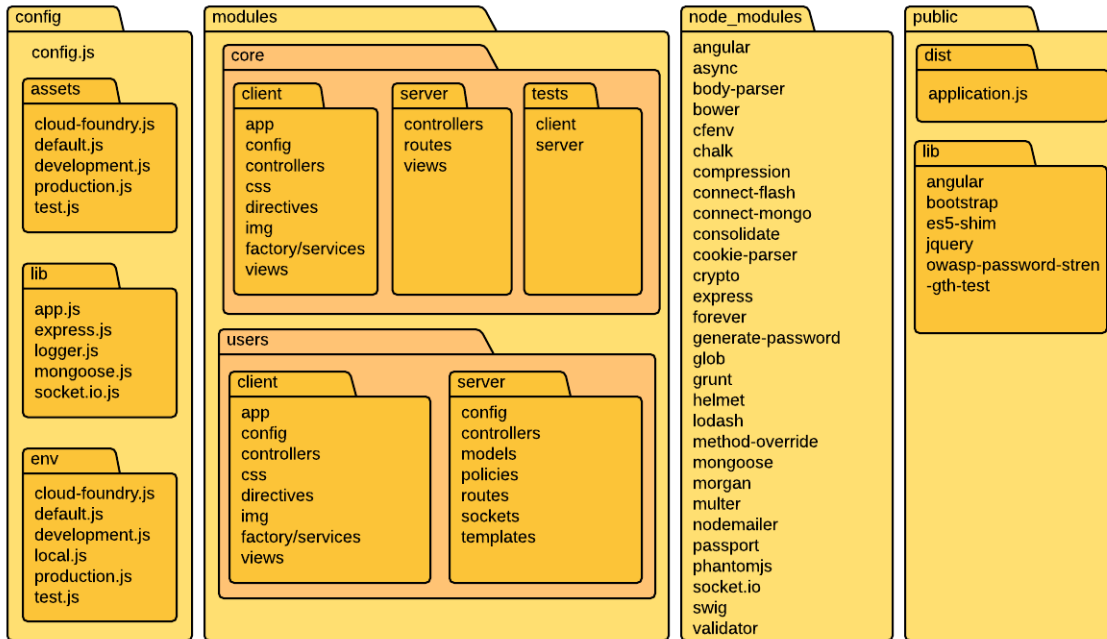 config
config.js
assets
cloud-foundry.js
default.js
development.js
production.js
test.js
lib
app.js
express.js
logger.js
mongoose.js
socket.io.js
env
cloud-foundry.js
default.js
development.js
local.js
production.js
test.js
modules
core
client
app
config
controllers
css
directives
img
factory/services
views
server
controllers
routes
views
tests
client
server
users
client
app
config
controllers
css
directives
img
factory/services
views
server
config
controllers
models
policies
routes
sockets
templates
node_modules
angular
async
body-parser
bower
cfenv
chalk
compression
connect-flash
connect-mongo
consolidate
cookie-parser
crypto
express
forever
generate-password
glob
grunt
helmet
lodash
method-override
mongoose
morgan
multer
nodemailer
passport
phantomjs
socket.io
swig
validator
public
dist
application.js
lib
angular
bootstrap
es5-shim
jquery
owasp-password-stren
-gth-test